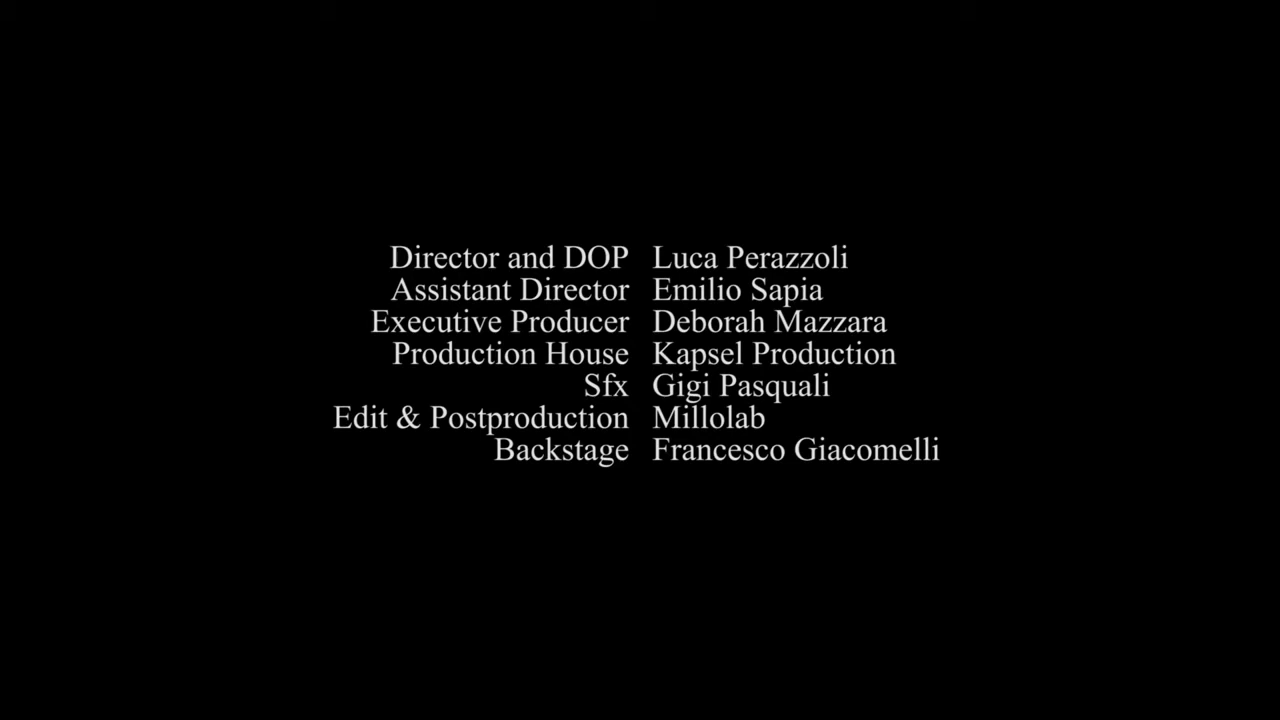 Director and DOP Luca Perazzoli
Assistant Director Emilio Sapia
Executive Producer Deborah Mazzara
Production House Kapsel Production
Sfx Gigi Pasquali
Edit & Postproduction Millolab
Backstage Francesco Giacomelli